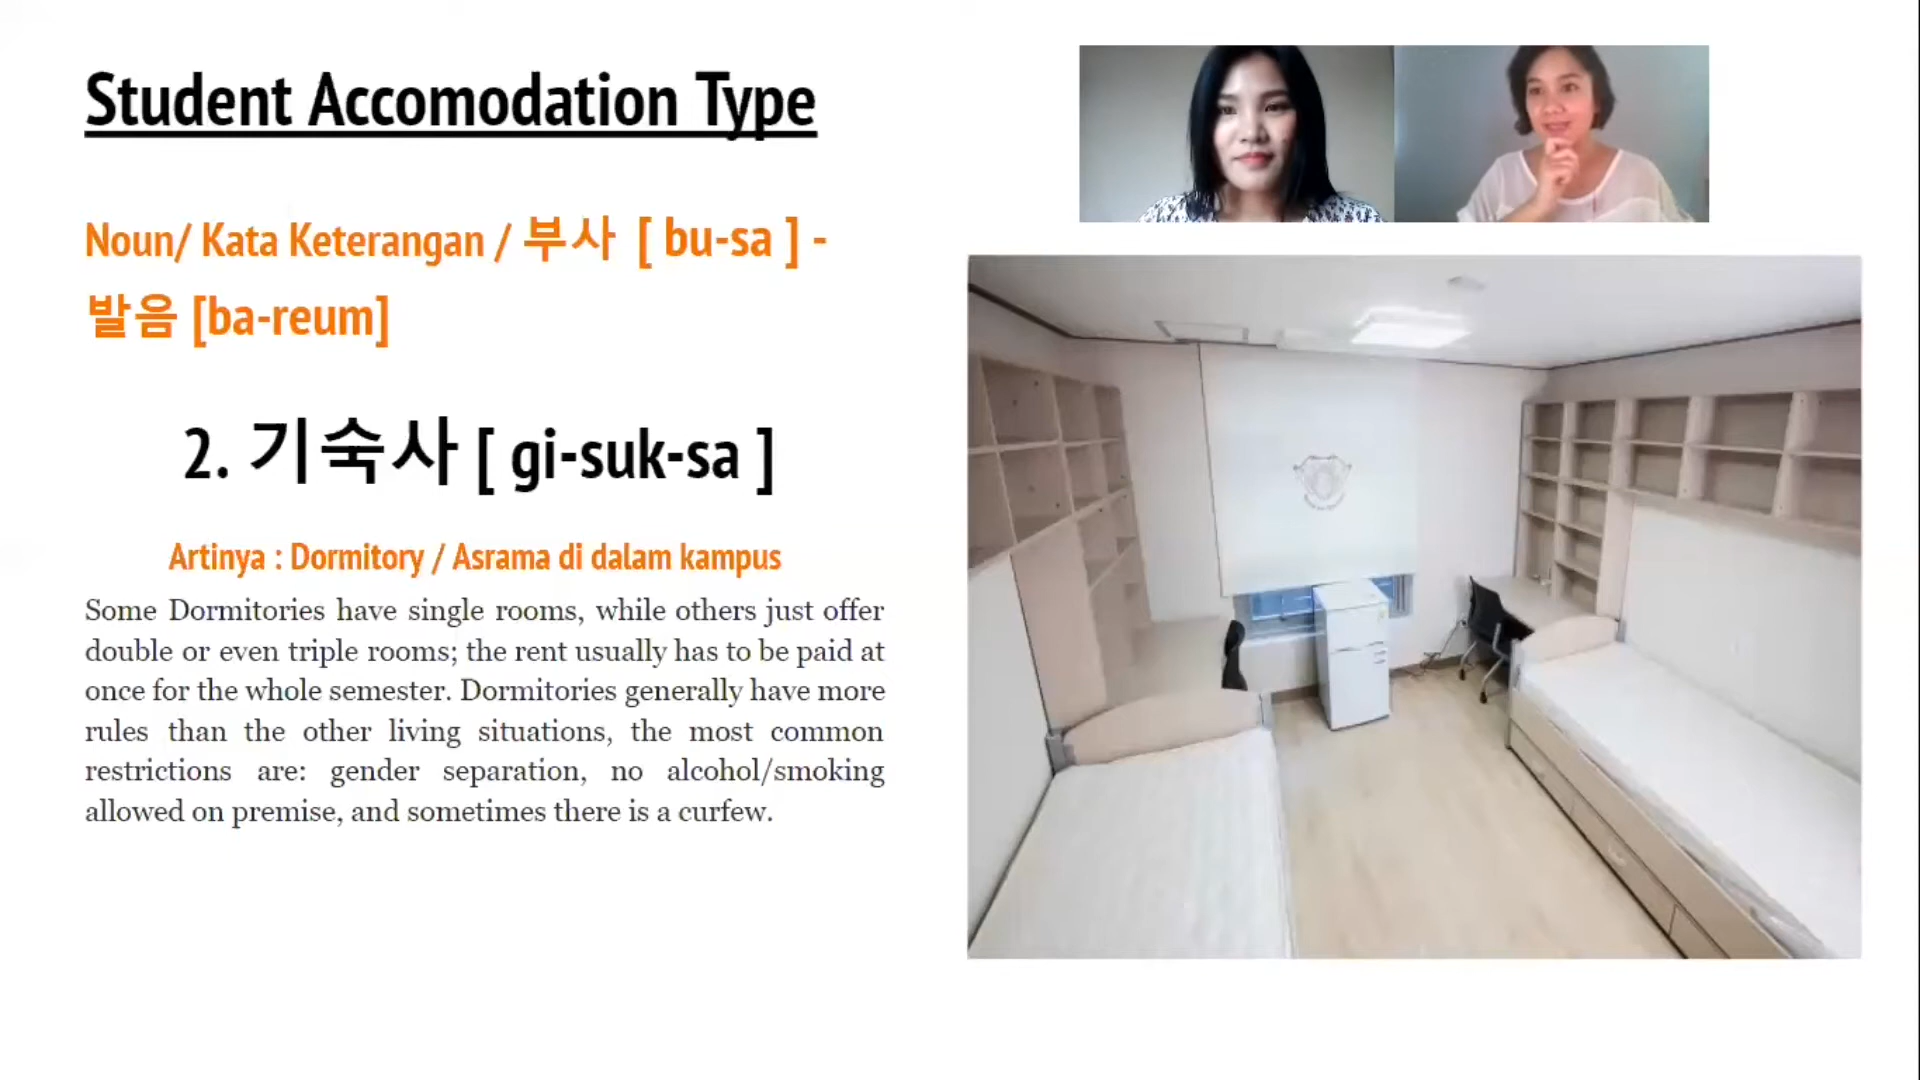 Student Accomodation Type
Noun/ Kata Keterangan / 부사 [ bu-sa ] -
발음 [ba-reum]
2. 기숙사 [ gi-suk-sa ]
Artinya : Dormitory / Asrama di dalam kampus
Some Dormitories have single rooms, while others just offer
double or even triple rooms; the rent usually has to be paid at
once for the whole semester. Dormitories generally have more
rules than the other living situations, the most common
restrictions are: gender separation, no alcohol/smoking
allowed on premise, and sometimes there is a curfew.